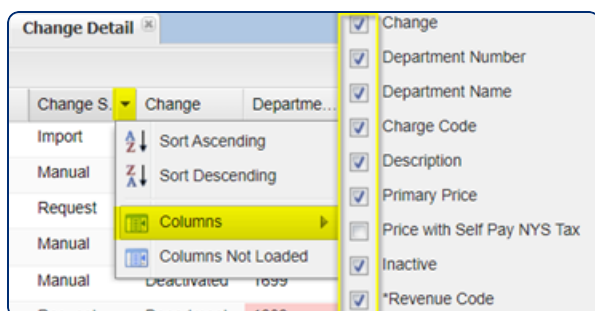 Change Detail
Change S. Change Departme...
Import
Manual
Request
Manual
Manual Deactivated 1699
Sort Ascending
Sort Descending
Columns
Columns Not Loaded
Change
Department Number
Department Name
Charge Code
Description
Primary Price
Price with Self Pay NYS Tax
Inactive
*Revenue Code